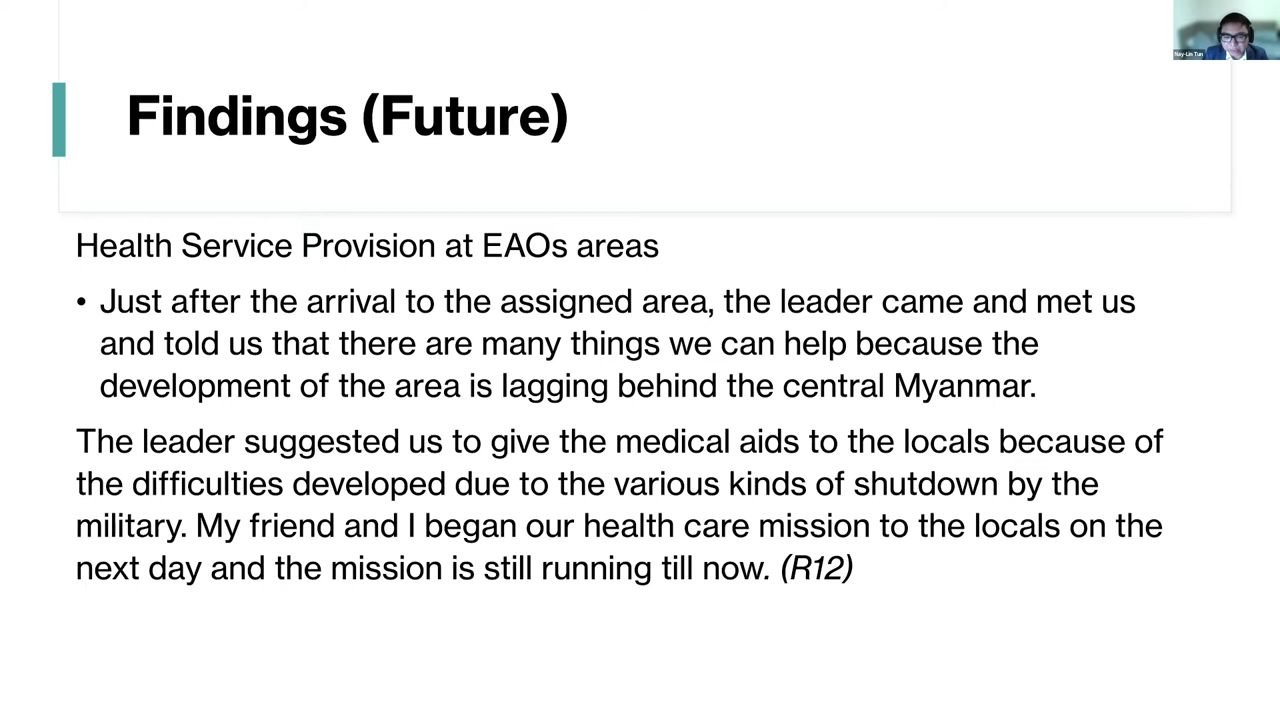 Nay-Lin Tun
Findings (Future)
Health Service Provision at EAOs areas
• Just after the arrival to the assigned area, the leader came and met us
and told us that there are many things we can help because the
development of the area is lagging behind the central Myanmar.
The leader suggested us to give the medical aids to the locals because of
the difficulties developed due to the various kinds of shutdown by the
military. My friend and I began our health care mission to the locals on the
next day and the mission is still running till now. (R12)